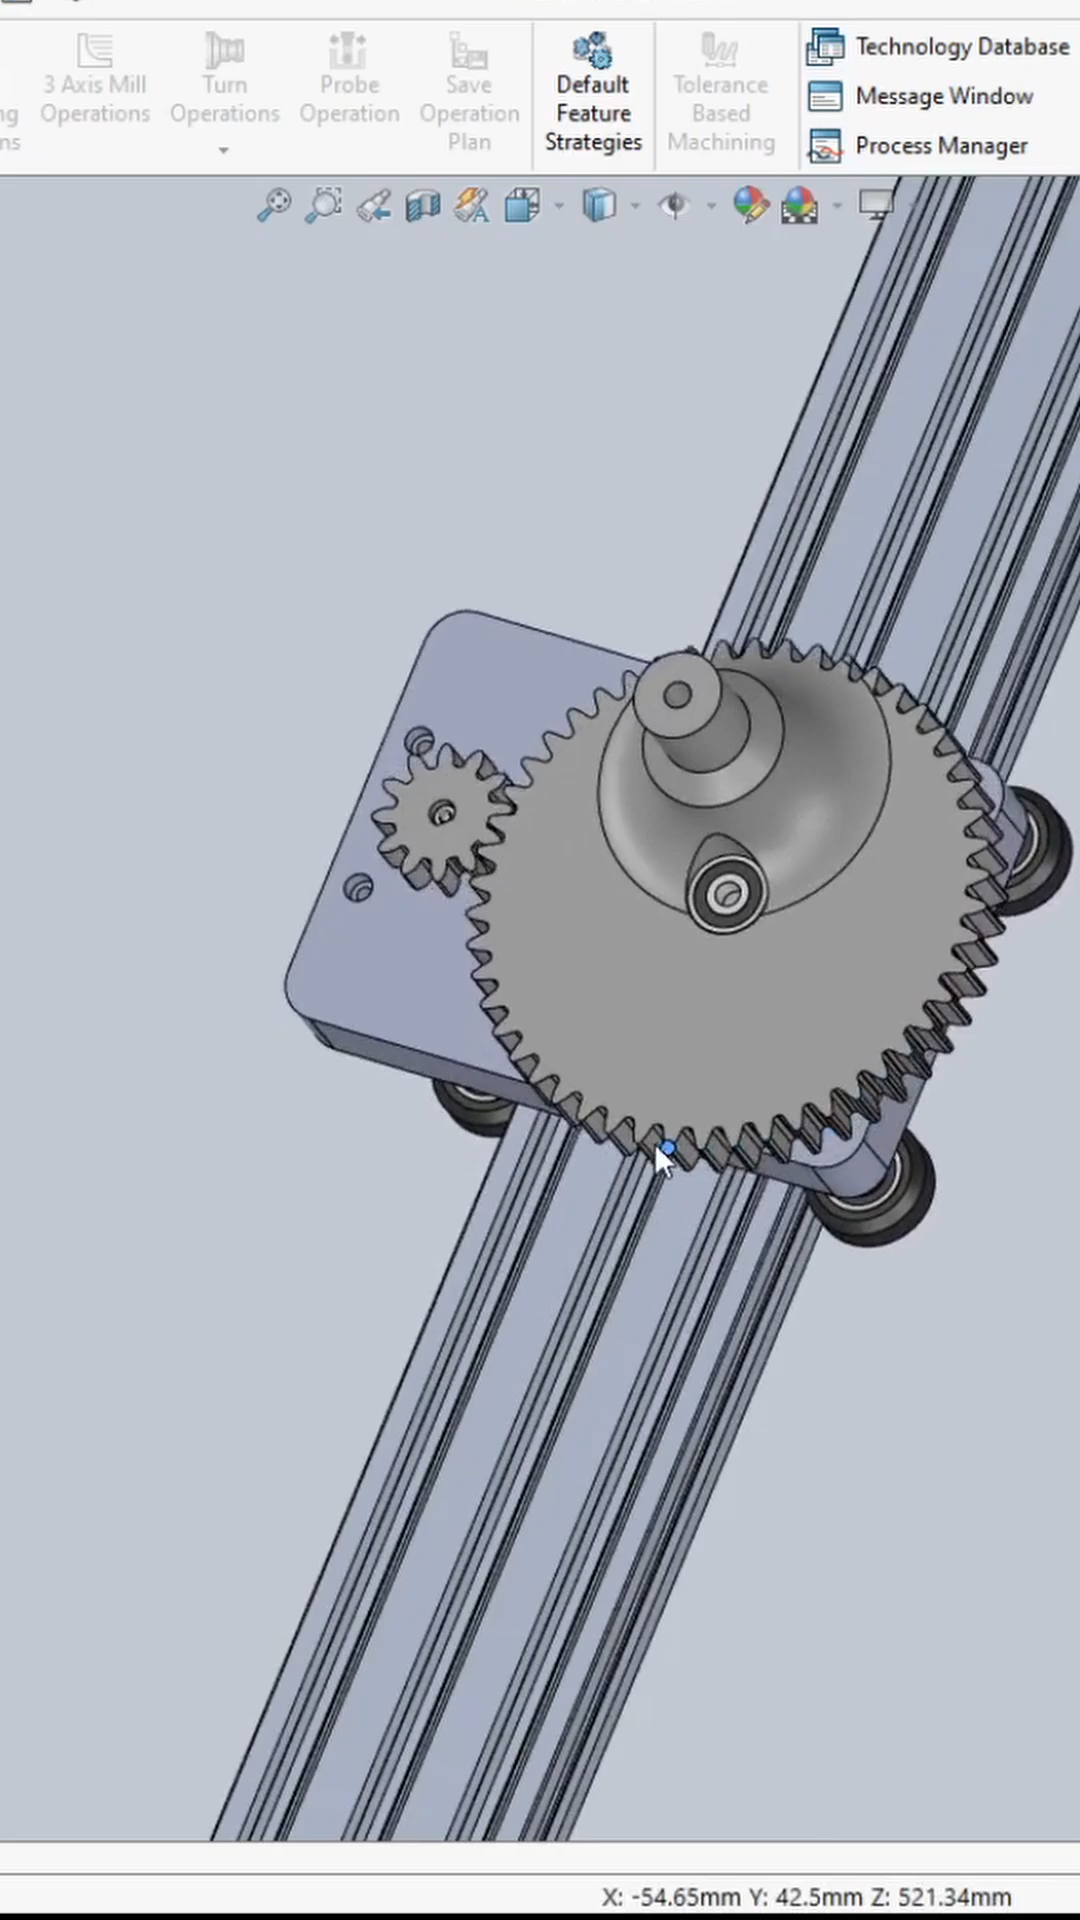 3 Axis Mill
Operations
Turn
Operations
Probe
Operation
Save
Operation
Plan
Default
Feature
Strategies
Tolerance
Based
Machining
Technology Database
Message Window
Process Manager
X: -54.65mm Y: 42.5mm Z: 521.34mm